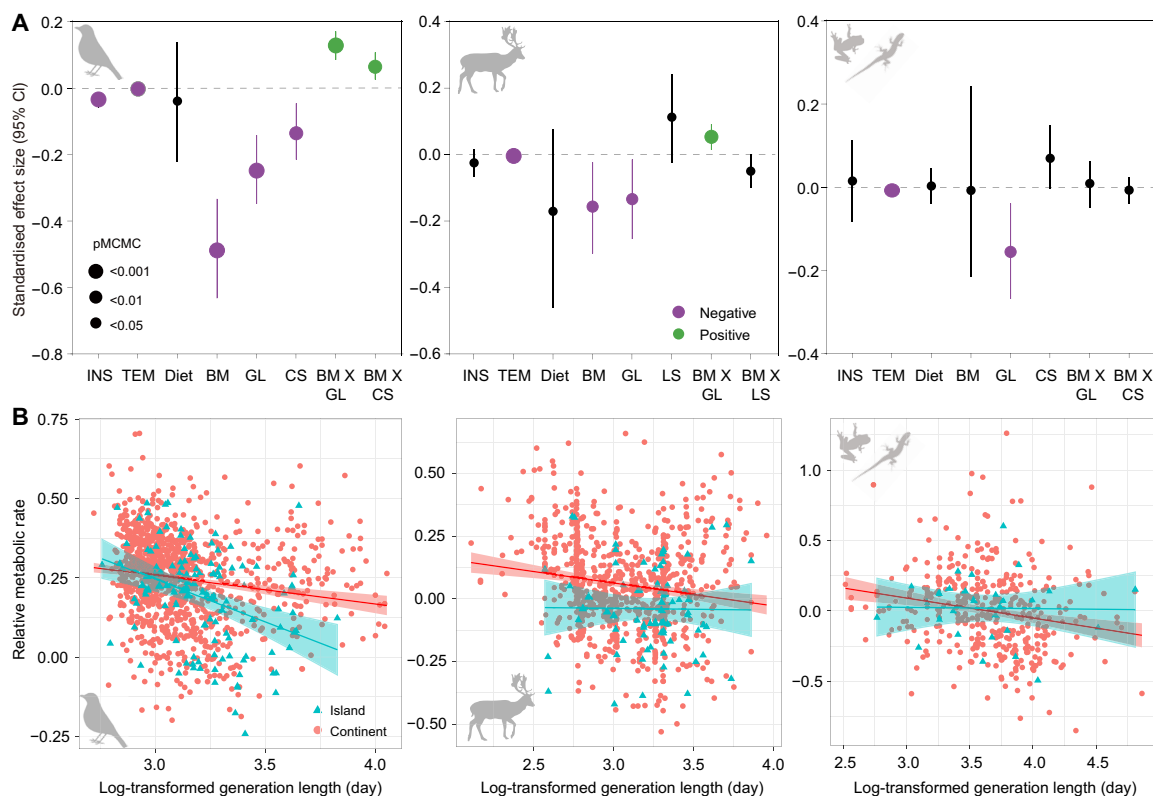 A
Standardised effect size (95% CI)
0.2
0.0
−0.2
−0.4
−0.6
−0.8
pMCMC
<0.001
<0.01
<0.05
INS TEM Diet BM GL CS BM X GL BM X CS
0.4
0.2
0.0
−0.2
−0.4
−0.6
Negative
Positive
INS TEM Diet BM GL LS BM X GL BM X LS
0.4
0.2
0.0
−0.2
−0.4
INS TEM Diet BM GL CS BM X GL BM X CS
B
Relative metabolic rate
0.75
0.50
0.25
0.00
−0.25
Island
Continent
3.0 3.5 4.0
Log-transformed generation length (day)
0.50
0.25
0.00
−0.25
−0.50
2.1 2.5 3.0 3.5 4.0
Log-transformed generation length (day)
1.0
0.5
0.0
−0.5
2.5 3.0 3.5 4.0 4.5
Log-transformed generation length (day)